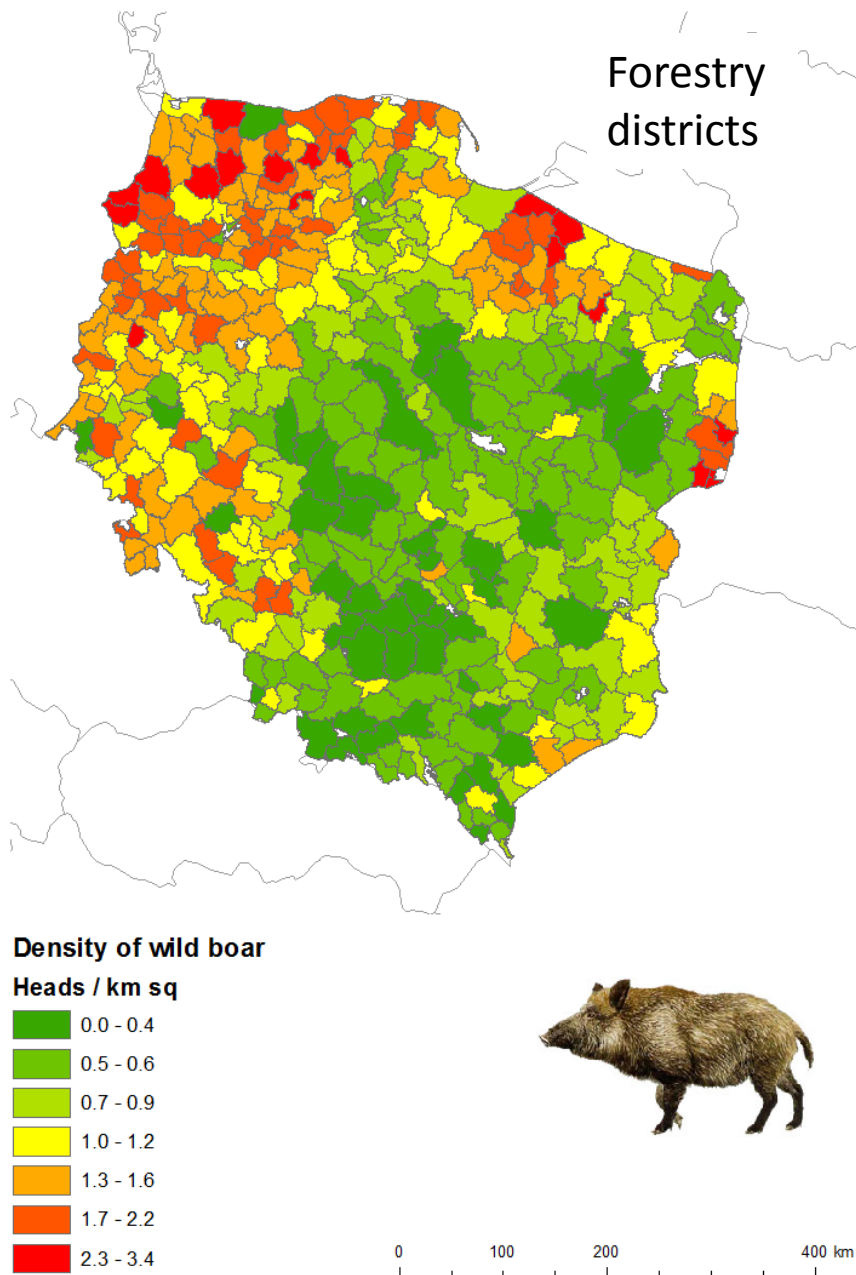 Forestry
districts
Density of wild boar
Heads / km sq
0.0 - 0.4
0.5 - 0.6
0.7 - 0.9
1.0 - 1.2
1.3 - 1.6
1.7 - 2.2
2.3 - 3.4
0 100 200 400 km